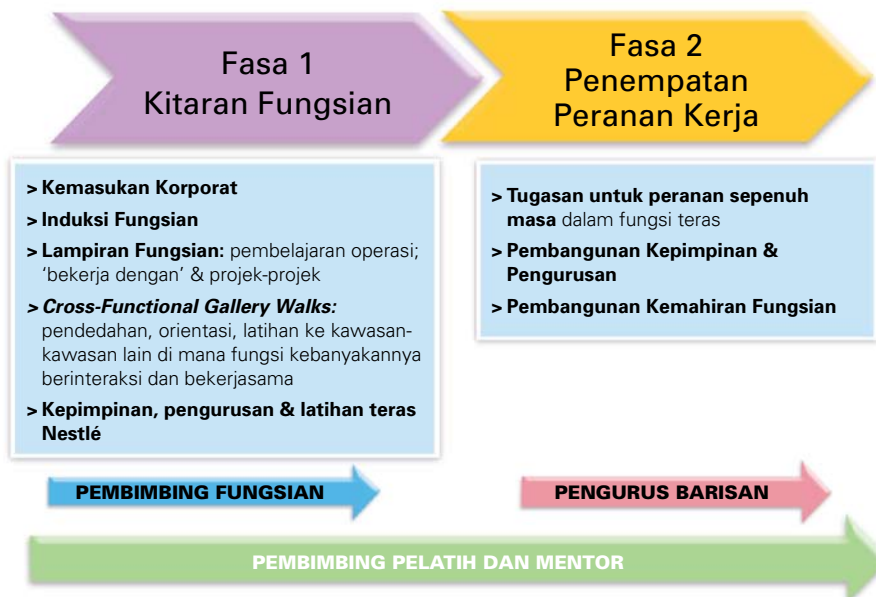 Fasa 1
Kitaran Fungsian
Fasa 2
Penempatan
Peranan Kerja
> Kemasukan Korporat
> Induksi Fungsian
> Lampiran Fungsian: pembelajaran operasi;
'bekerja dengan' & projek-projek
> Cross-Functional Gallery Walks:
pendedahan, orientasi, latihan ke kawasan-
kawasan lain di mana fungsi kebanyakannya
berinteraksi dan bekerjasama
> Kepimpinan, pengurusan & latihan teras
Nestlé
> Tugasan untuk peranan sepenuh
masa dalam fungsi teras
> Pembangunan Kepimpinan &
Pengurusan
> Pembangunan Kemahiran Fungsian
PEMBIMBING FUNGSIAN
PENGURUS BARISAN
PEMBIMBING PELATIH DAN MENTOR